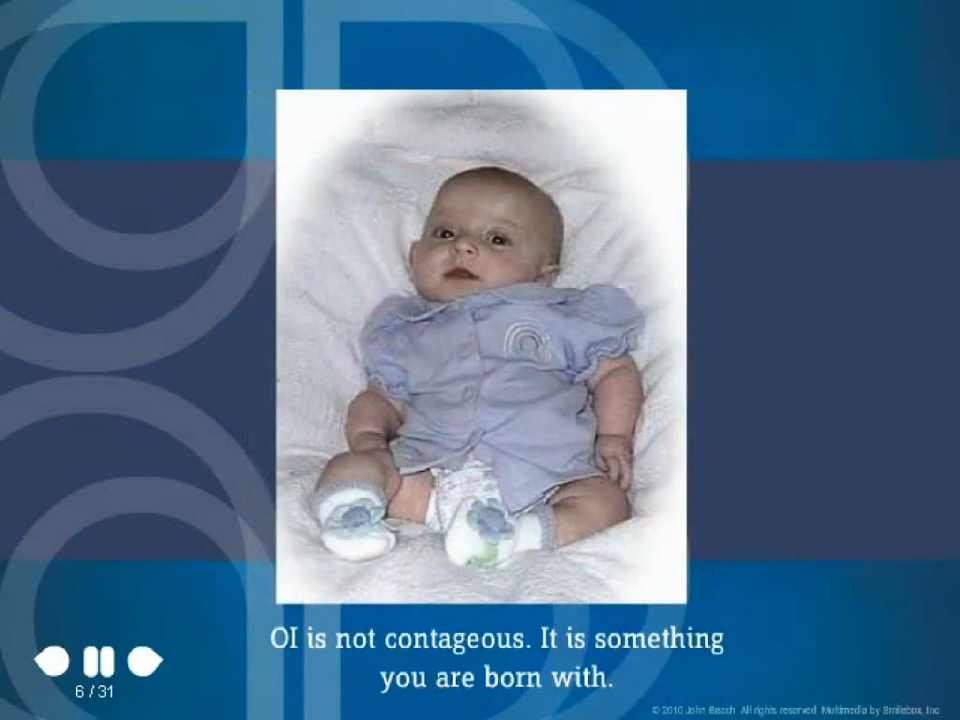 OI is not contageous. It is something
you are born with.
6 / 31
© 2010 John Beach All rights reserved Multimedia by Smilebox, Inc